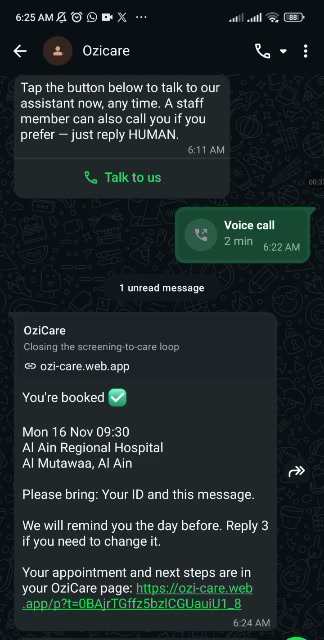 6:25 AM
88
Ozicare
Tap the button below to talk to our
assistant now, any time. A staff
member can also call you if you
prefer — just reply HUMAN.
6:11 AM
Talk to us
Voice call
2 min
6:22 AM
1 unread message
OziCare
Closing the screening-to-care loop
ozi-care.web.app
You're booked ✅
Mon 16 Nov 09:30
Al Ain Regional Hospital
Al Mutawaa, Al Ain
Please bring: Your ID and this message.
We will remind you the day before. Reply 3
if you need to change it.
Your appointment and next steps are in
your OziCare page: https://ozi-care.web
.app/p?t=0BAjrTGffz5bzlCGUauiU1_8
6:24 AM